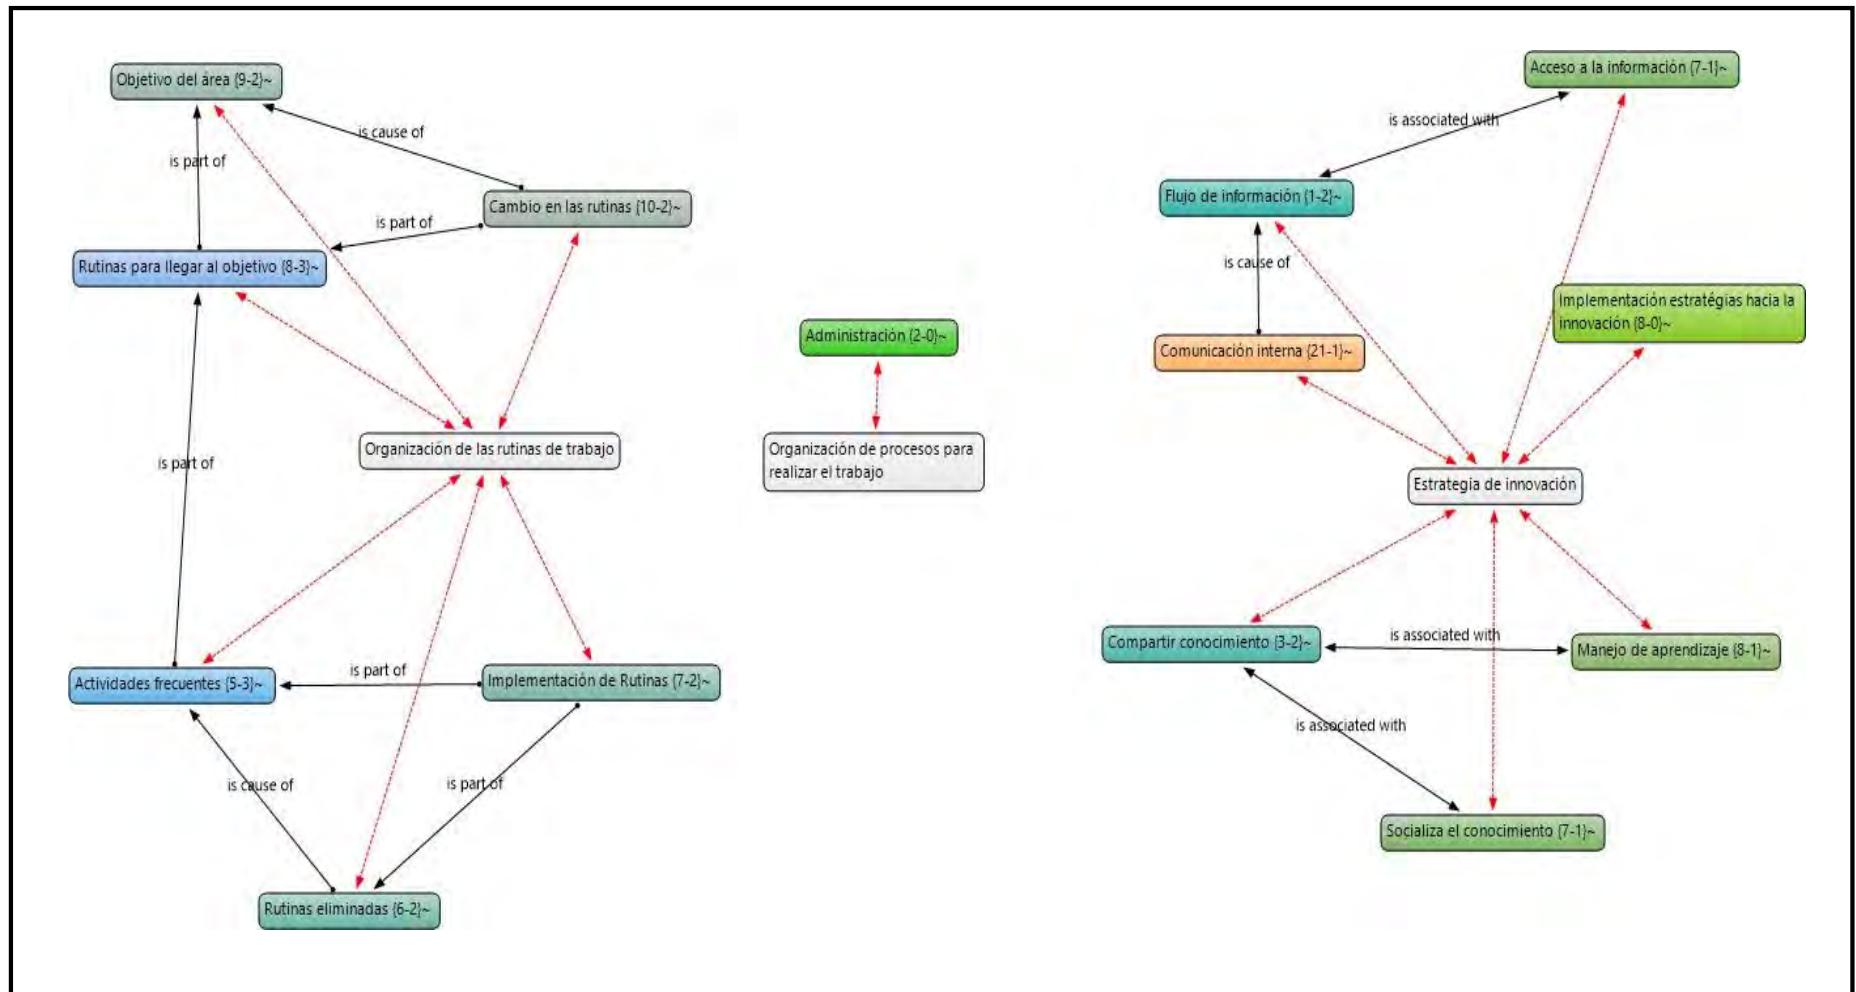 Objetivo del área {9-2}~
is cause of
is part of
Cambio en las rutinas {10-2}~
is part of
Rutinas para llegar al objetivo {8-3}~
Organización de las rutinas de trabajo
is part of
Actividades frecuentes {5-3}~
is part of
Implementación de Rutinas {7-2}~
is cause of
is part of
Rutinas eliminadas {6-2}~
Administración {2-0}~
Organización de procesos para
realizar el trabajo
Acceso a la información {7-1}~
is associated with
Flujo de información {1-2}~
is cause of
Implementación estratégias hacia la
innovación {8-0}~
Comunicación interna {21-1}~
Estrategia de innovación
Compartir conocimiento {3-2}~
is associated with
Manejo de aprendizaje {8-1}~
is associated with
Socializa el conocimiento {7-1}~